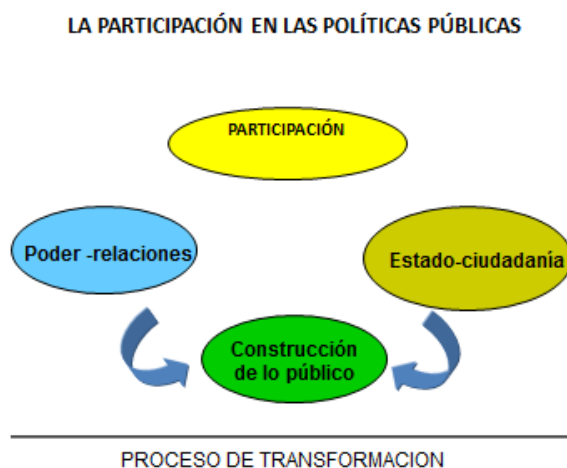 LA PARTICIPACIÓN EN LAS POLÍTICAS PÚBLICAS
PARTICIPACIÓN
Poder -relaciones
Estado-ciudadanía
Construcción
de lo público
PROCESO DE TRANSFORMACION